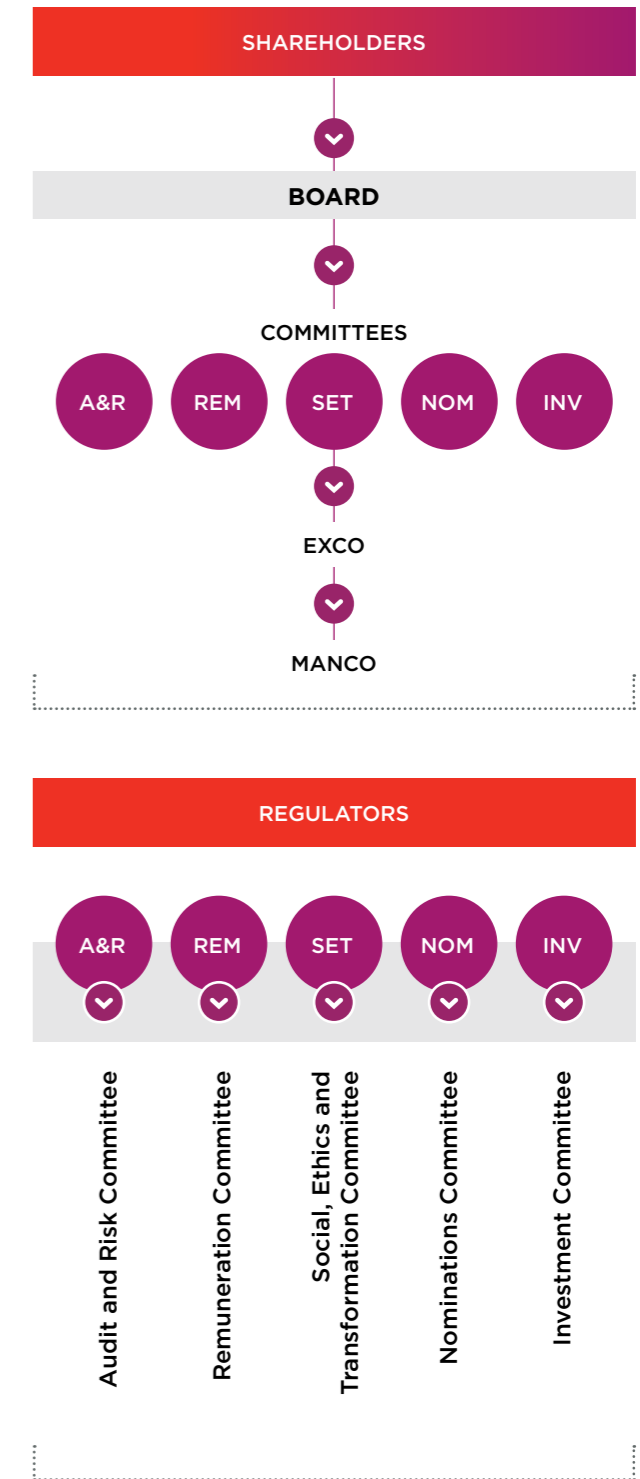 SHAREHOLDERS
BOARD
COMMITTEES
A&R REM SET NOM INV
EXCO
MANCO
REGULATORS
A&R REM SET NOM INV
Audit and Risk Committee
Remuneration Committee
Social, Ethics and
Transformation Committee
Nominations Committee
Investment Committee